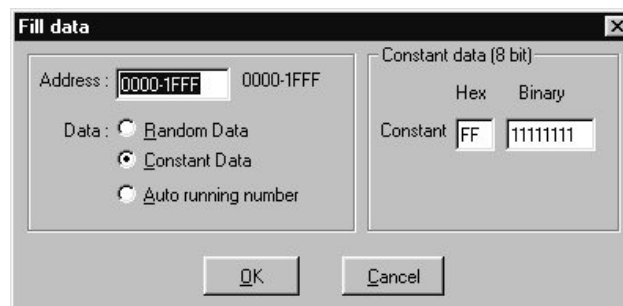 Fill data
Address : 0000-1FFF 0000-1FFF
Data : Random Data
Constant Data
Auto running number
Constant data (8 bit)
Hex Binary
Constant FF 11111111
OK Cancel